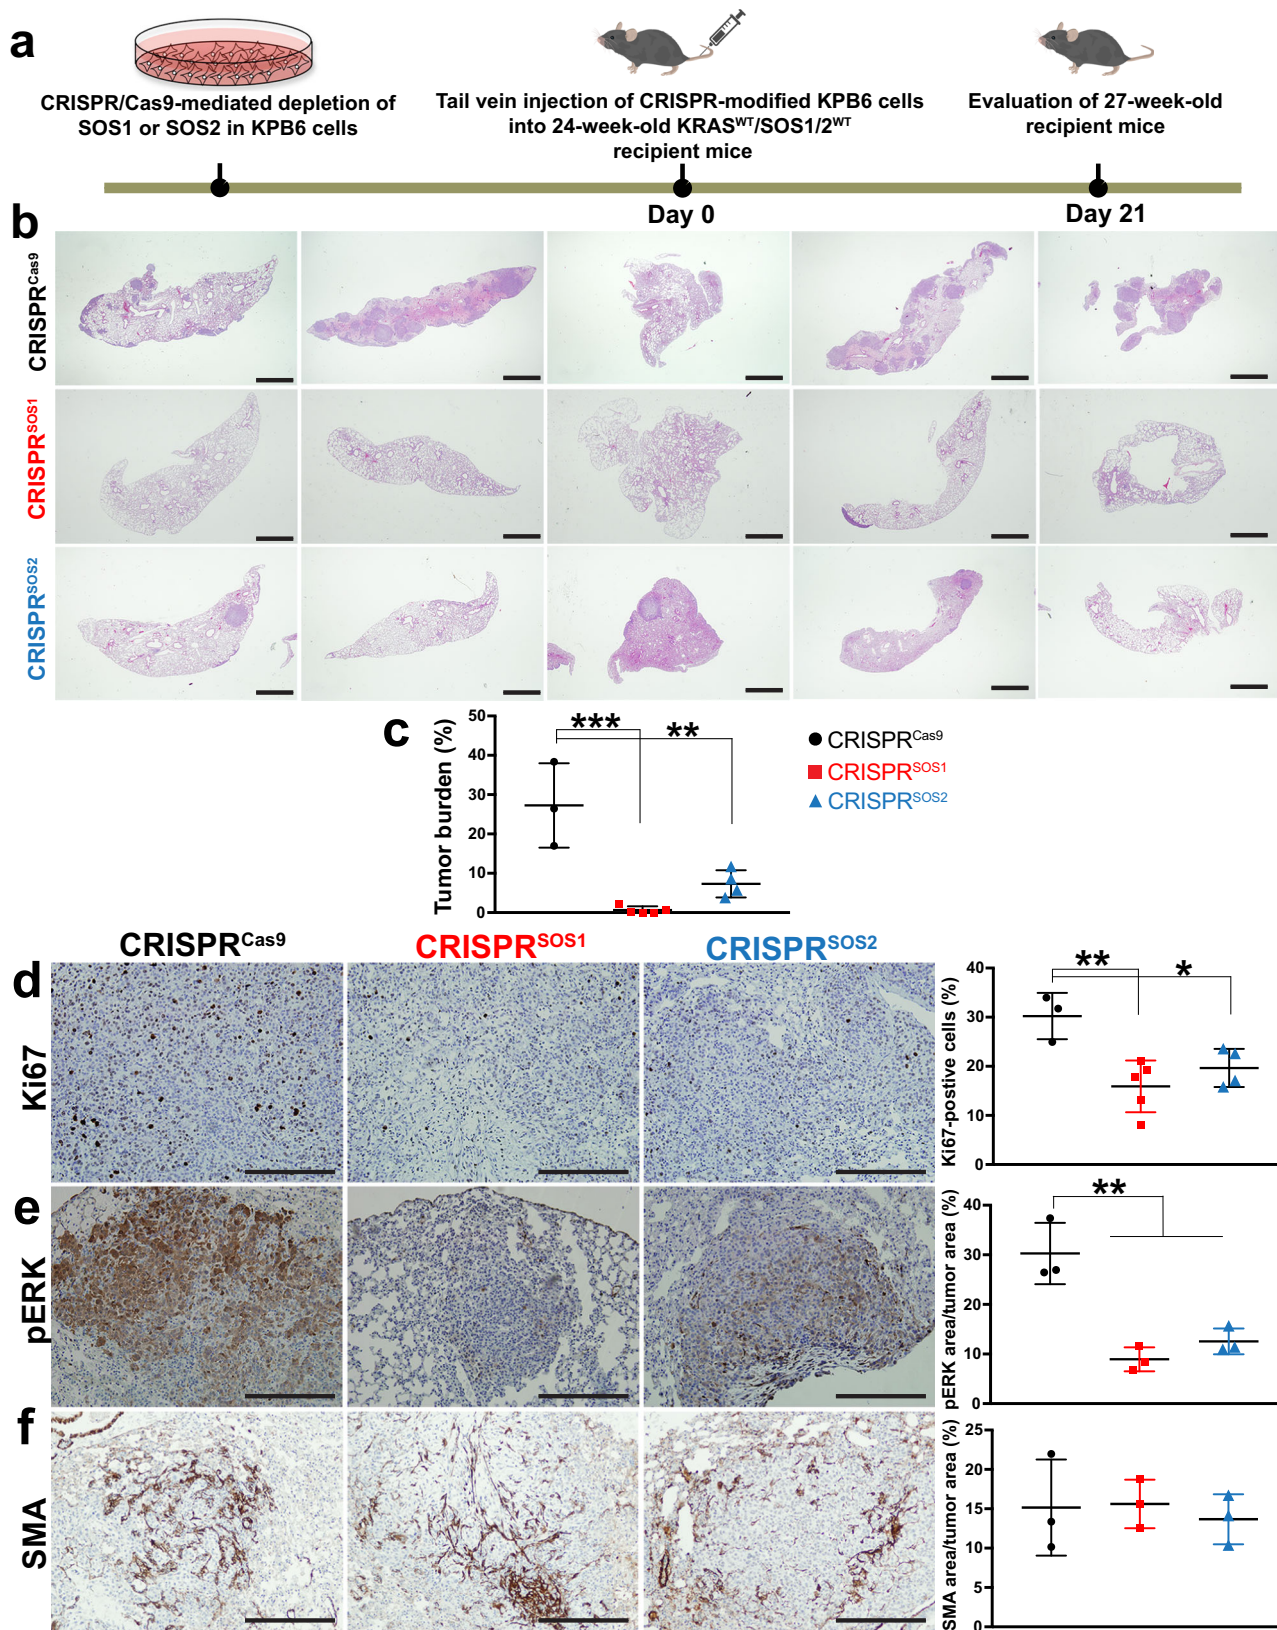 a
CRISPR/Cas9-mediated depletion of
SOS1 or SOS2 in KPB6 cells
Tail vein injection of CRISPR-modified KPB6 cells
into 24-week-old KRASWT/SOS1/2WT
recipient mice
Evaluation of 27-week-old
recipient mice
Day 0
Day 21
b
CRISPRCas9
CRISPRSOS1
CRISPRSOS2
c
Tumor burden (%)
50
40
30
20
10
0
***
**
CRISPRCas9
CRISPRSOS1
CRISPRSOS2
CRISPRCas9
CRISPRSOS1
CRISPRSOS2
d
Ki67
Ki67-postive cells (%)
40
30
20
10
0
**
*
e
pERK
pERK area/tumor area (%)
40
30
20
10
0
**
f
SMA
SMA area/tumor area (%)
25
20
15
10
5
0